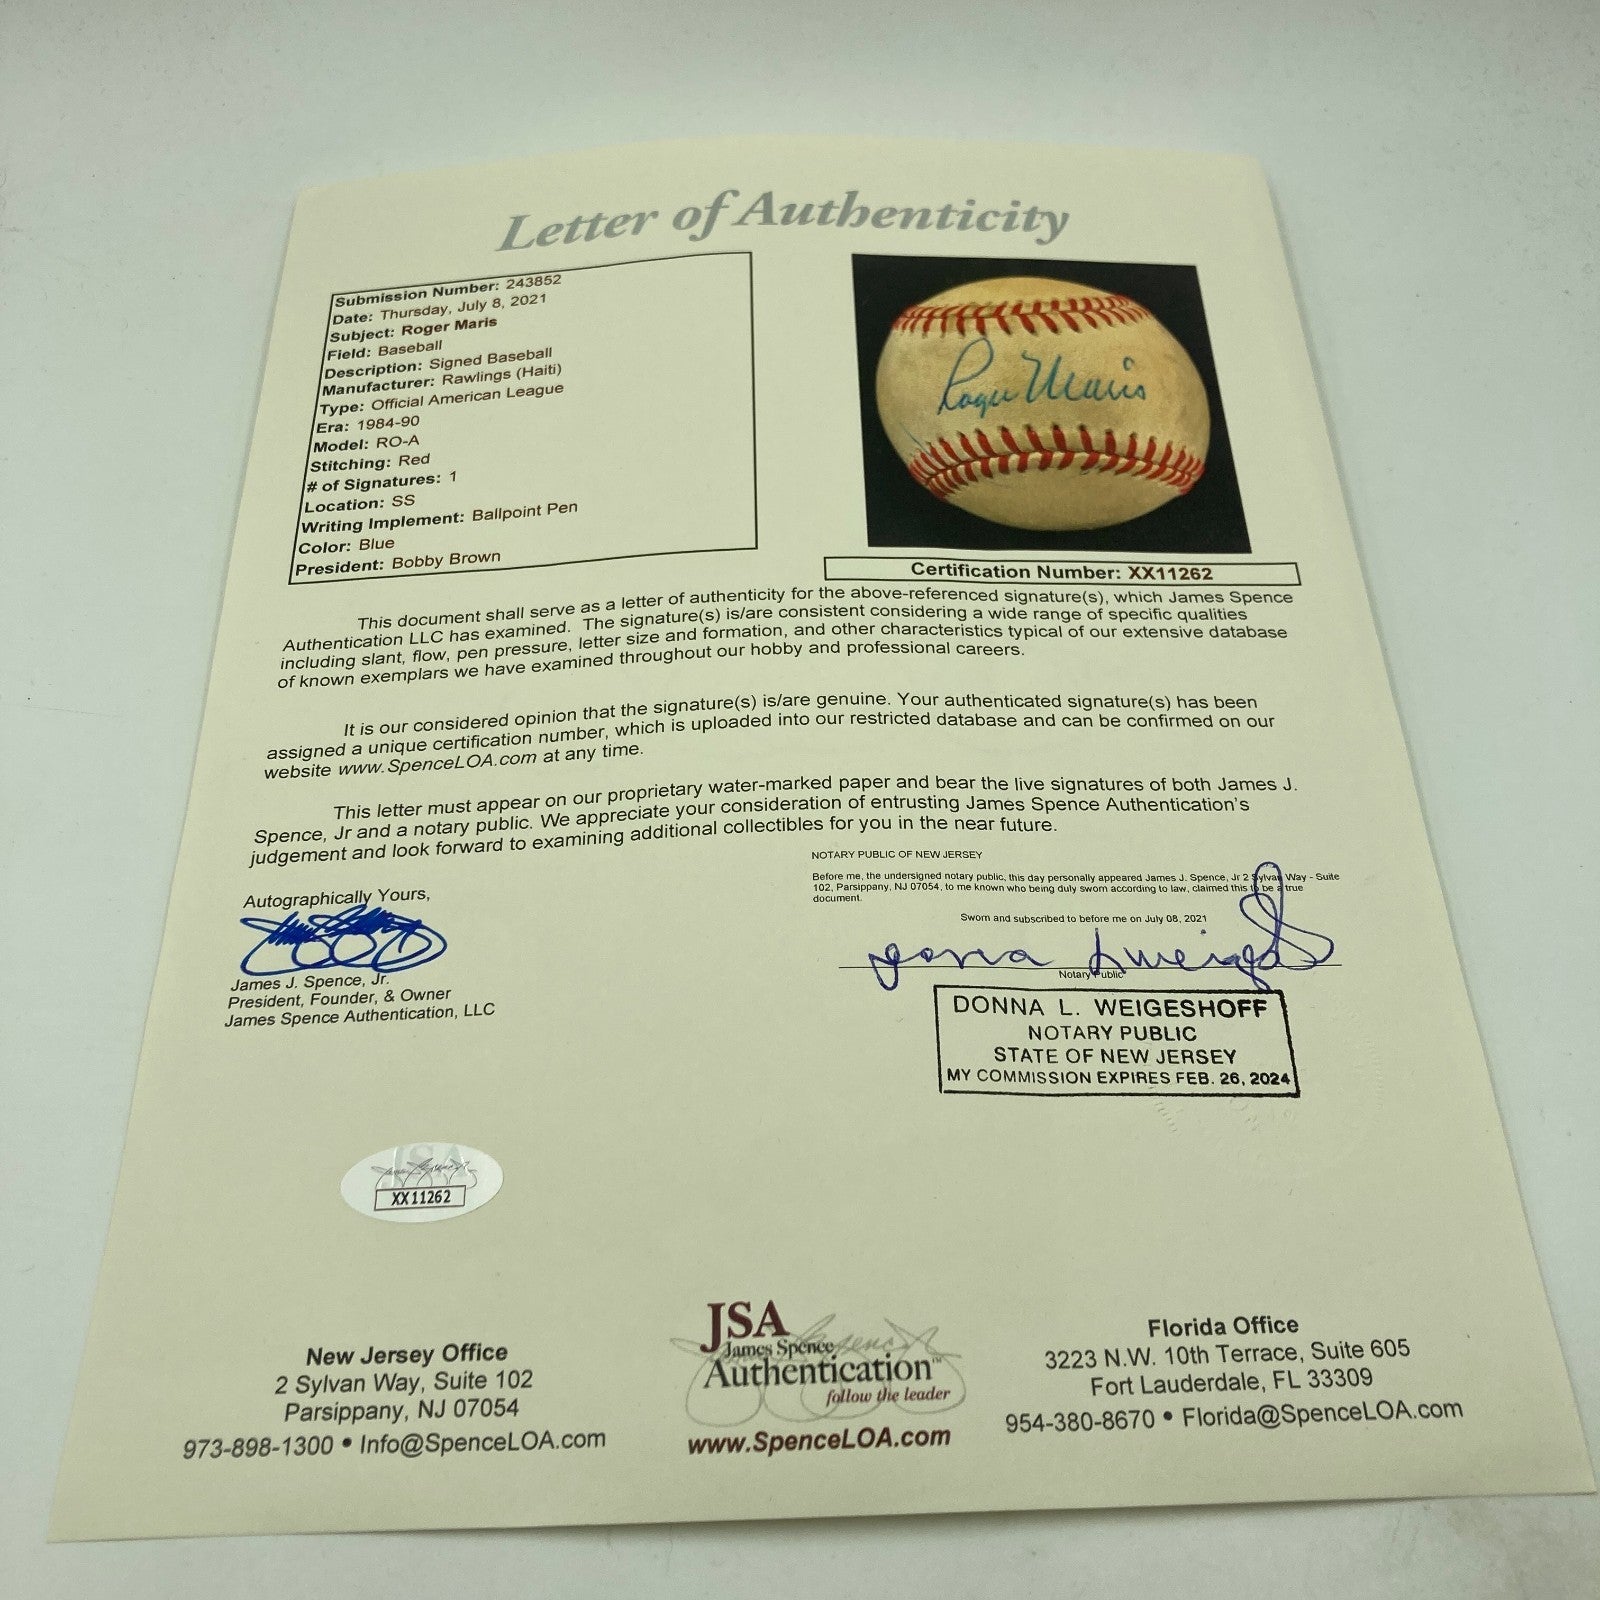 Letter of Authenticity
Submission Number: 243852
Date: Thursday, July 8, 2021
Subject: Roger Maris
Field: Baseball
Description: Signed Baseball
Manufacturer: Rawlings (Haiti)
Type: Official American League
Era: 1984-90
Model: RO-A
Stitching: Red
# of Signatures: 1
Location: SS
Writing Implement: Ballpoint Pen
Color: Blue
President: Bobby Brown
Roger Maris
Certification Number: XX11262
This document shall serve as a letter of authenticity for the above-referenced signature(s), which James Spence
Authentication LLC has examined. The signature(s) is/are consistent considering a wide range of specific qualities
including slant, flow, pen pressure, letter size and formation, and other characteristics typical of our extensive database
of known exemplars we have examined throughout our hobby and professional careers.
It is our considered opinion that the signature(s) is/are genuine. Your authenticated signature(s) has been
assigned a unique certification number, which is uploaded into our restricted database and can be confirmed on our
website www.SpenceLOA.com at any time.
This letter must appear on our proprietary water-marked paper and bear the live signatures of both James J.
Spence, Jr and a notary public. We appreciate your consideration of entrusting James Spence Authentication's
judgement and look forward to examining additional collectibles for you in the near future.
NOTARY PUBLIC OF NEW JERSEY
Before me, the undersigned notary public, this day personally appeared James J. Spence, Jr 2 Sylvan Way - Suite
102, Parsippany, NJ 07054, to me known who being duly sworn according to law, claimed this to be a true
document.
Sworn and subscribed to before me on July 08, 2021
Notary Public
DONNA L. WEIGESHOFF
NOTARY PUBLIC
STATE OF NEW JERSEY
MY COMMISSION EXPIRES FEB. 26, 2024
Autographically Yours,
James J. Spence, Jr.
President, Founder, & Owner
James Spence Authentication, LLC
JSA
XX11262
New Jersey Office
2 Sylvan Way, Suite 102
Parsippany, NJ 07054
973-898-1300 • Info@SpenceLOA.com
JSA
James Spence
Authentication™
follow the leader
www.SpenceLOA.com
Florida Office
3223 N.W. 10th Terrace, Suite 605
Fort Lauderdale, FL 33309
954-380-8670 • Florida@SpenceLOA.com